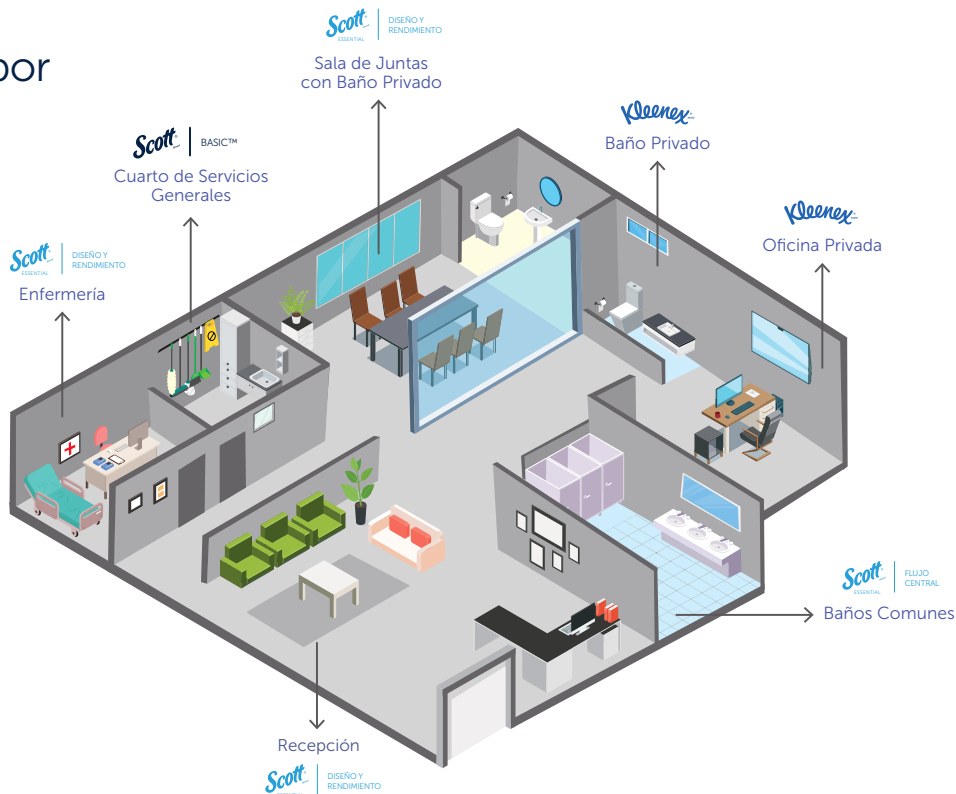 por
Scott
ESSENTIAL
DISEÑO Y
RENDIMIENTO
Sala de Juntas
con Baño Privado
Scott
BASIC™
Cuarto de Servicios
Generales
Kleenex
Baño Privado
Kleenex
Oficina Privada
Scott
ESSENTIAL
DISEÑO Y
RENDIMIENTO
Enfermería
Scott
ESSENTIAL
FLUJO
CENTRAL
Baños Comunes
Recepción
Scott
ESSENTIAL
DISEÑO Y
RENDIMIENTO